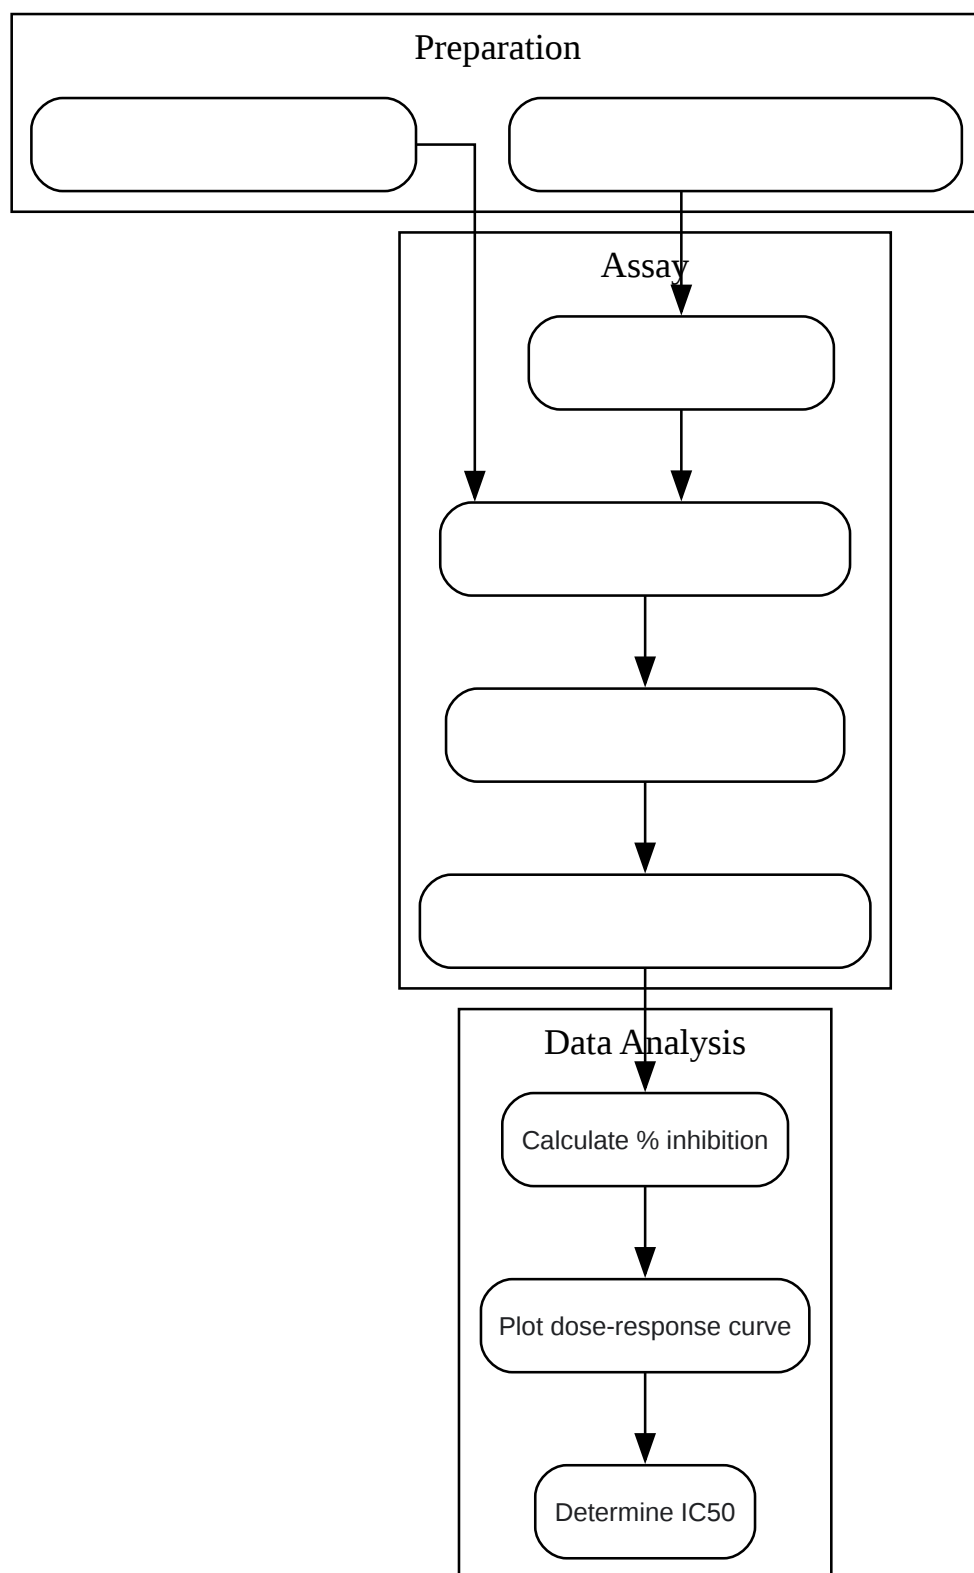 Preparation
Assay
Data Analysis
Calculate % inhibition
Plot dose-response curve
Determine IC50